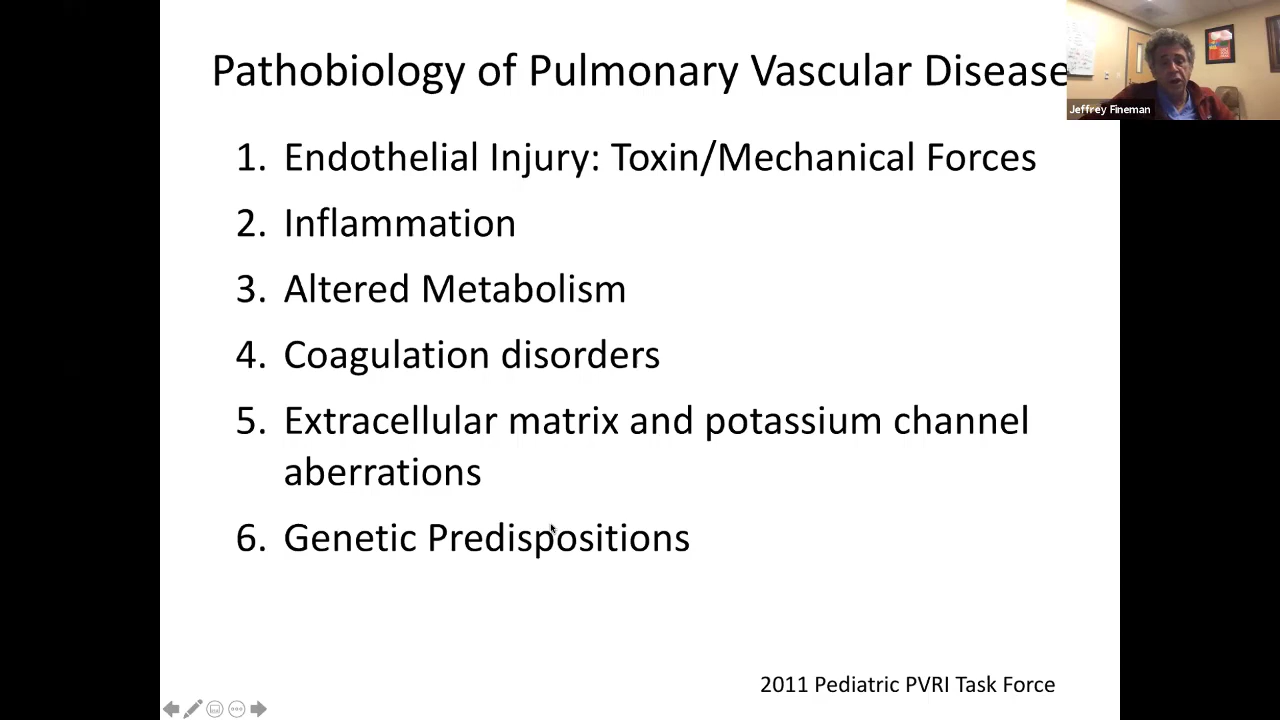 Pathobiology of Pulmonary Vascular Disease
Jeffrey Fineman
1. Endothelial Injury: Toxin/Mechanical Forces
2. Inflammation
3. Altered Metabolism
4. Coagulation disorders
5. Extracellular matrix and potassium channel
aberrations
6. Genetic Predispositions
2011 Pediatric PVRI Task Force